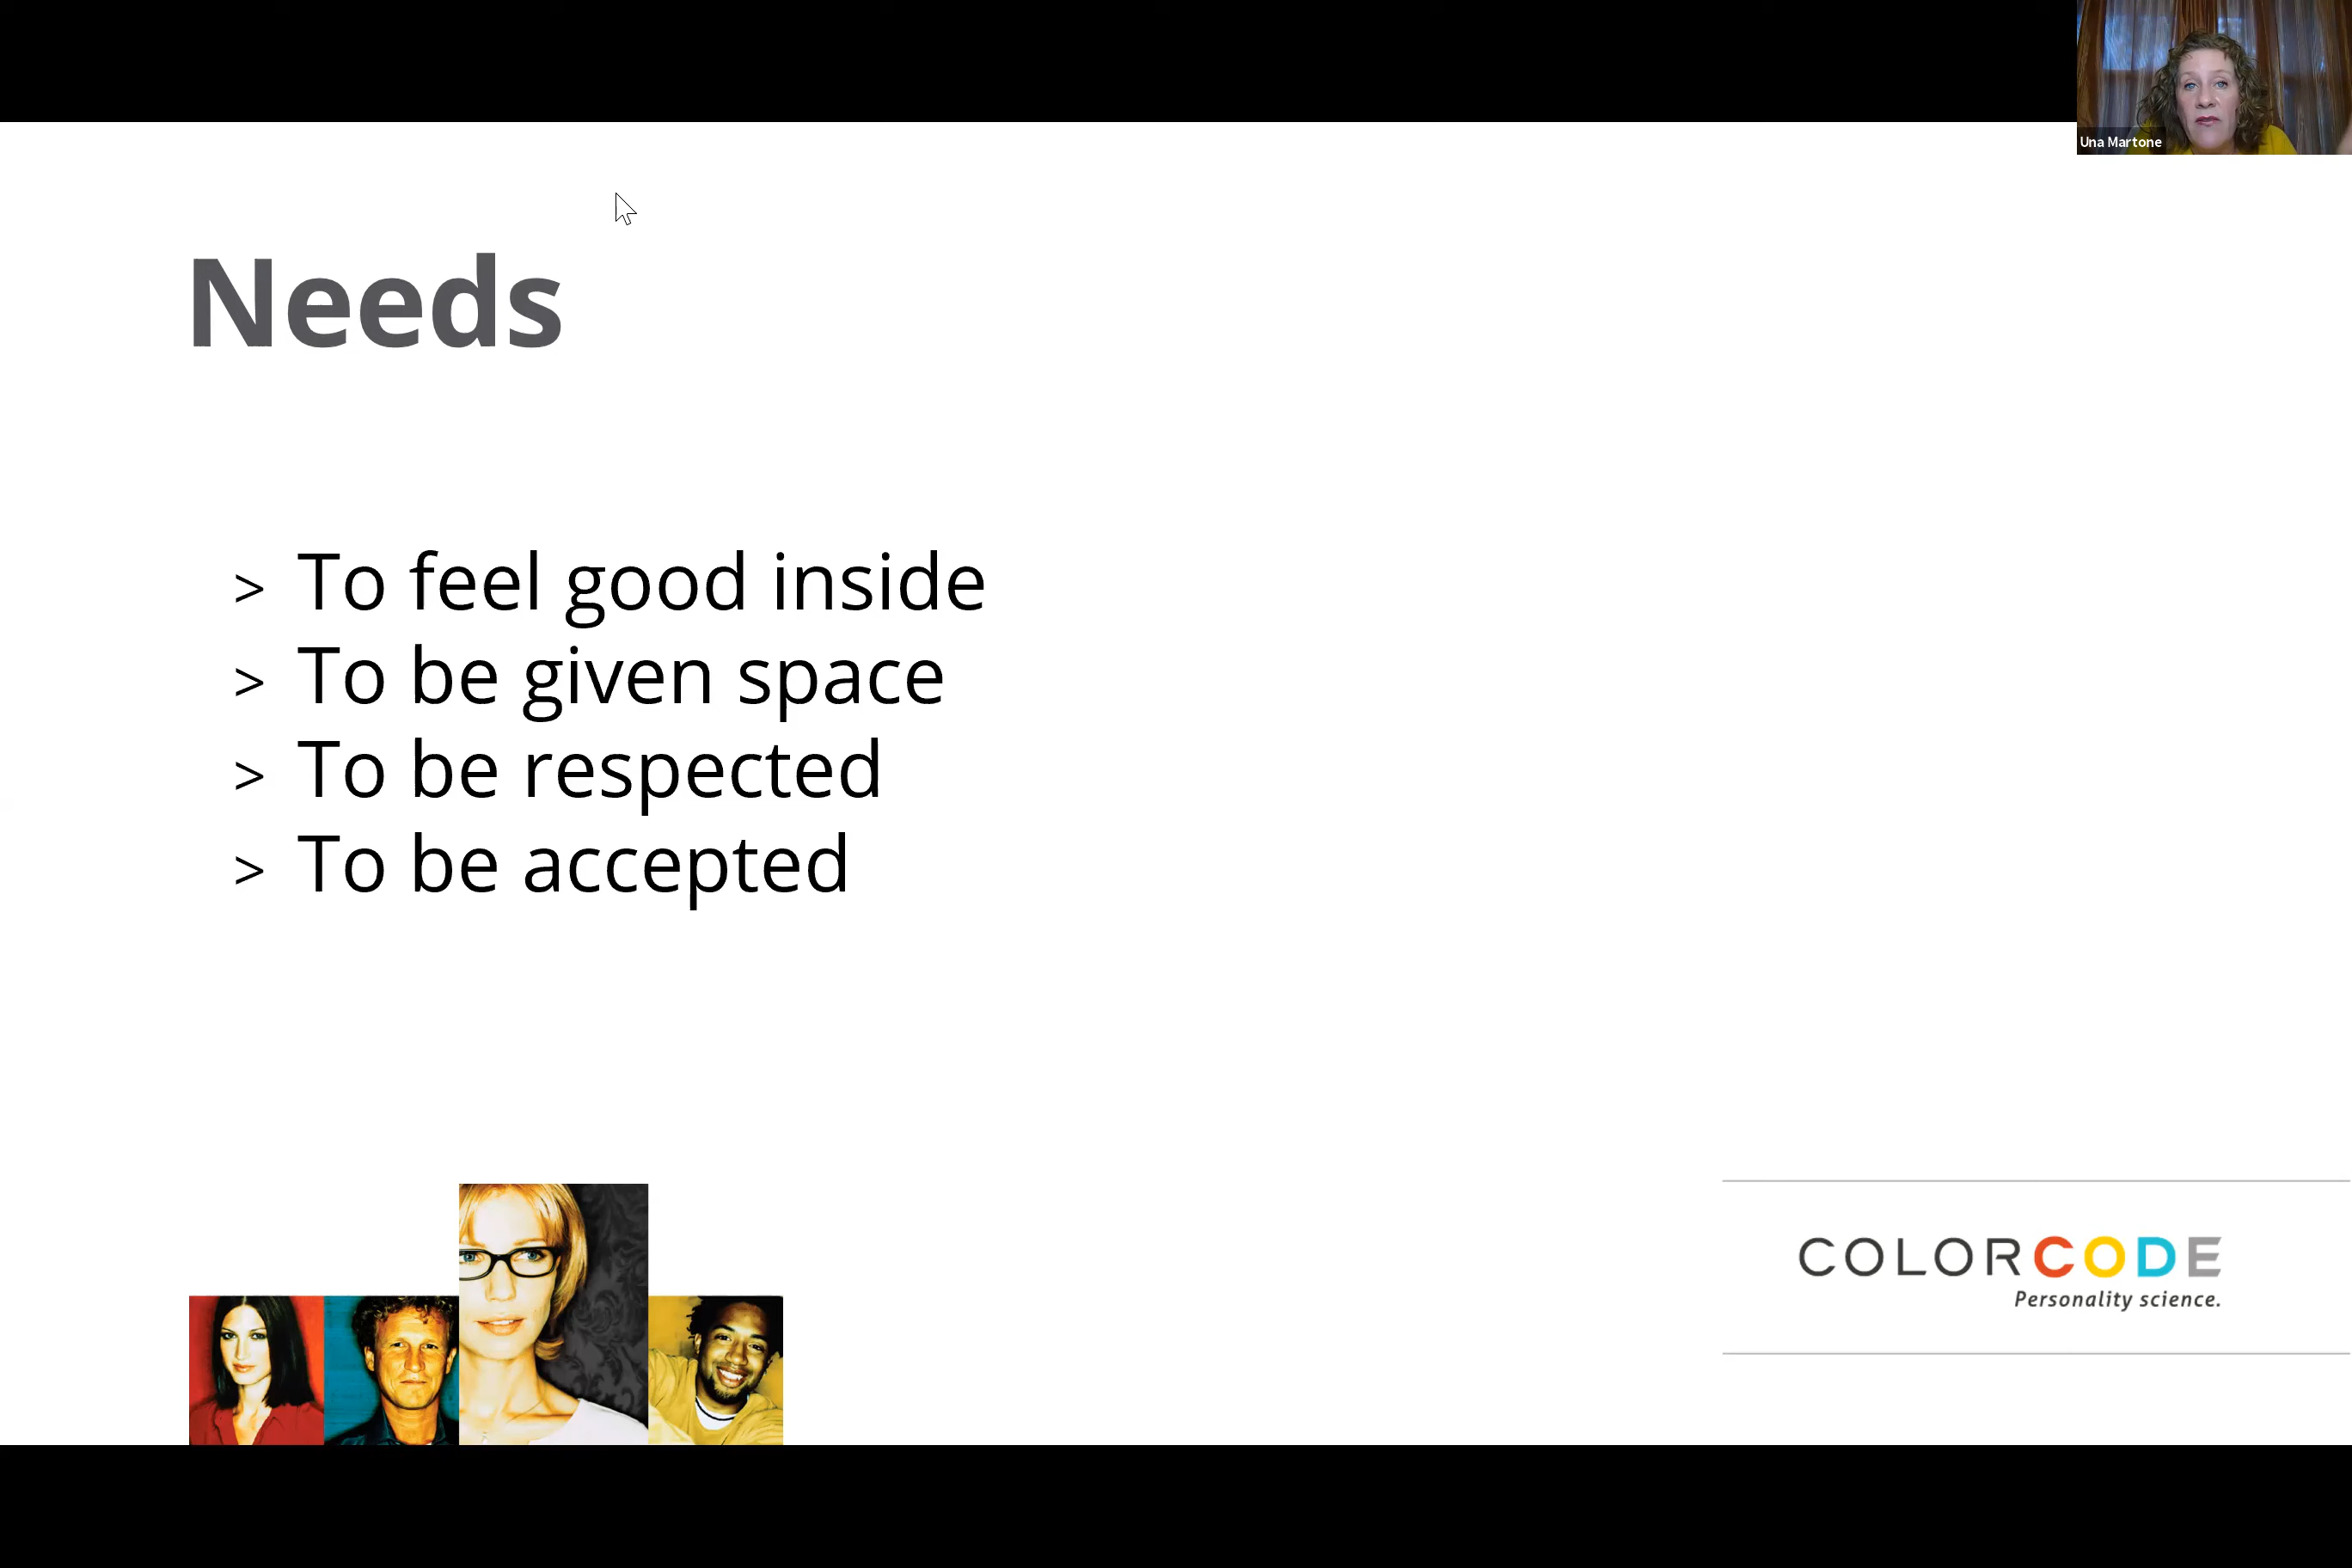 Una Martone
Needs
> To feel good inside
> To be given space
> To be respected
> To be accepted
COLORCODE
Personality science.